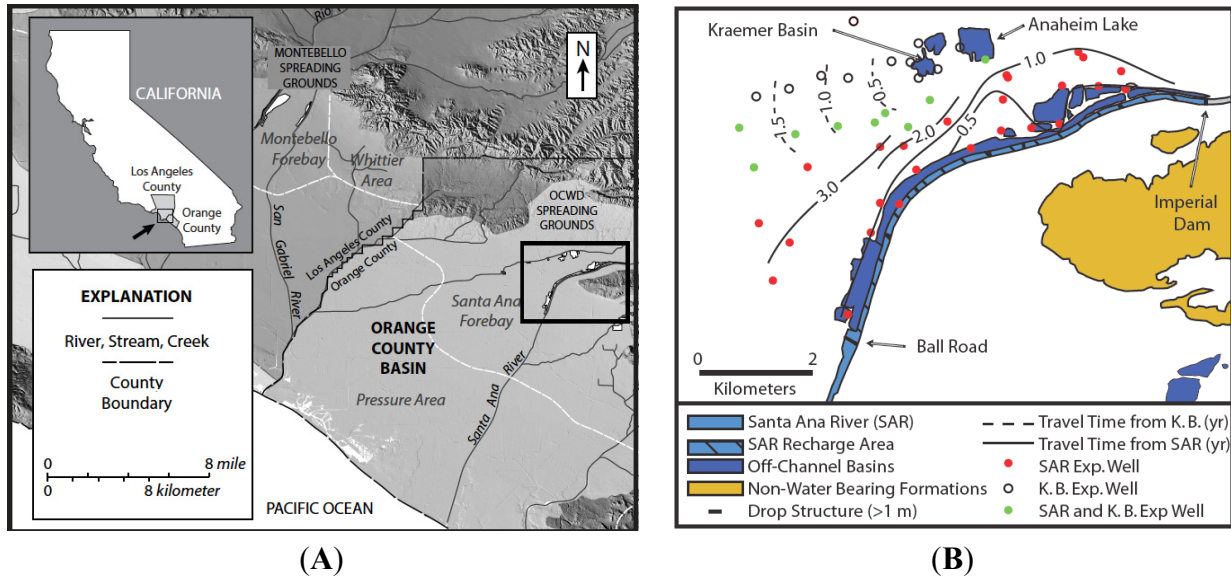 CALIFORNIA
Los Angeles
County
Orange
County
EXPLANATION
River, Stream, Creek
County
Boundary
0 8 mile
0 8 kilometer
MONTEBELLO
SPREADING
GROUNDS
N
Montebello
Forebay
Whittier
Area
OCWD
SPREADING
GROUNDS
San Gabriel River
Los Angeles County
Orange County
Santa Ana
Forebay
ORANGE
COUNTY
BASIN
Pressure Area
Santa Ana River
PACIFIC OCEAN
(A)
Kraemer Basin
Anaheim Lake
1.0
0.5
1.0
1.5
2.0
0.5
3.0
Imperial
Dam
Ball Road
0 2
Kilometers
Santa Ana River (SAR)
SAR Recharge Area
Off-Channel Basins
Non-Water Bearing Formations
Drop Structure (>1 m)
Travel Time from K.B. (yr)
Travel Time from SAR (yr)
SAR Exp. Well
K.B. Exp. Well
SAR and K.B. Exp Well
(B)